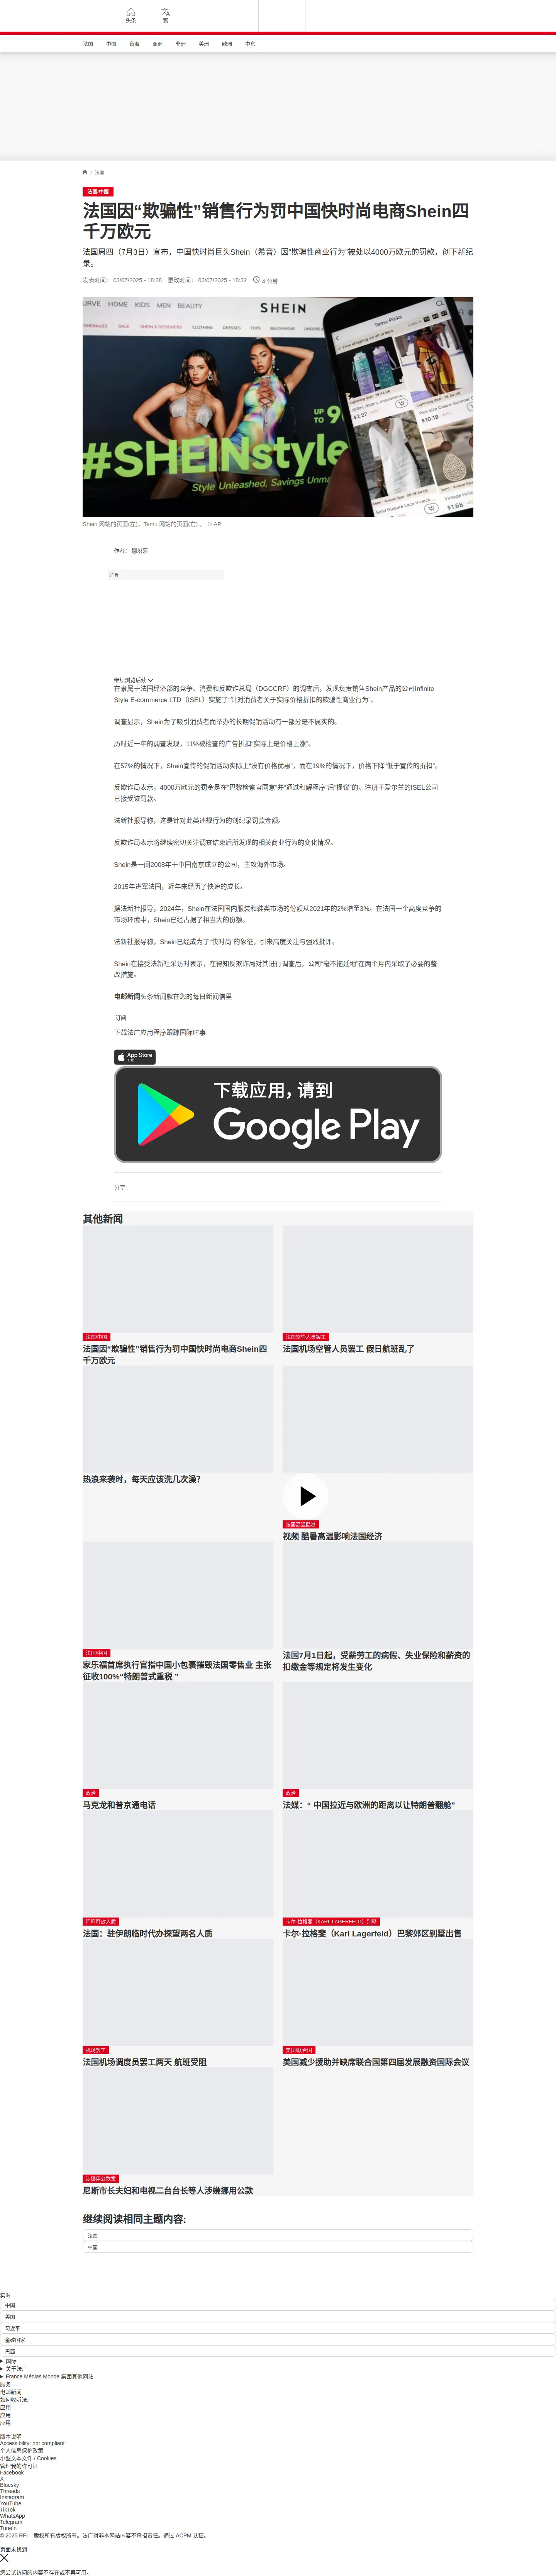 头条
繁
法国
中国
台海
亚洲
非洲
美洲
欧洲
中东
/ 法国
法国/中国
法国因“欺骗性”销售行为罚中国快时尚电商Shein四
千万欧元
法国周四（7月3日）宣布，中国快时尚巨头Shein（希音）因“欺骗性商业行为”被处以4000万欧元的罚款，创下新纪
录。
发表时间： 03/07/2025 - 18:28 更改时间： 03/07/2025 - 18:32 4 分钟
URVE HOME KIDS MEN BEAUTY
SHEIN
SALE SHEIN X DESIGNERS CLOTHING DRESSES TOPS
UP TO
#SHEINstyle
Style Deluxe, Savings Unma
Temu Picks
$2.27
$1.68
Shein 网站的页面(左)，Temu 网站的页面(右) 。 © AP
作者： 娜塔莎
广告
继续浏览后续
在隶属于法国经济部的竞争、消费和反欺诈总局（DGCCRF）的调查后，发现负责销售Shein产品的公司Infinite
Style E-commerce LTD（ISEL）实施了“针对消费者关于实际价格折扣的欺骗性商业行为”。
调查显示，Shein为了吸引消费者而举办的长期促销活动有一部分是不属实的。
历时近一年的调查发现，11%被检查的广告折扣“实际上是价格上涨”。
在57%的情况下，Shein宣传的促销活动实际上“没有价格优惠”，而在19%的情况下，价格下降“低于宣传的折扣”。
反欺诈局表示，4000万欧元的罚金是在“巴黎检察官同意”并“通过和解程序”后“提议”的。注册于爱尔兰的ISEL公司
已接受该罚款。
法新社报导称，这是针对此类违规行为的创纪录罚款金额。
反欺诈局表示将继续密切关注调查结束后所发现的相关商业行为的变化情况。
Shein是一间2008年于中国南京成立的公司，主攻海外市场。
2015年进军法国，近年来经历了快速的成长。
据法新社报导，2024年，Shein在法国国内服装和鞋类市场的份额从2021年的2%增至3%。在法国一个高度竞争的
市场环境中，Shein已经占据了相当大的份额。
法新社报导称，Shein已经成为了“快时尚”的象征，引来高度关注与强烈批评。
Shein在接受法新社采访时表示，在得知反欺诈局对其进行调查后，公司“毫不拖延地”在两个月内采取了必要的整
改措施。
电邮新闻头条新闻就在您的每日新闻信里
订阅
下载法广应用程序跟踪国际时事
App Store
下载
下载应用，请到
Google Play
分享 :
其他新闻
法国/中国
法国因“欺骗性”销售行为罚中国快时尚电商Shein四
千万欧元
法国空管人员罢工
法国机场空管人员罢工 假日航班乱了
热浪来袭时，每天应该洗几次澡？
法国高温酷暑
视频 酷暑高温影响法国经济
法国/中国
家乐福首席执行官指中国小包裹摧毁法国零售业 主张
征收100%“特朗普式重税 ”
法国7月1日起，受薪劳工的病假、失业保险和薪资的
扣缴金等规定将发生变化
政治
马克龙和普京通电话
政治
法媒：“ 中国拉近与欧洲的距离以让特朗普翻舱”
呼吁释放人质
法国：驻伊朗临时代办探望两名人质
卡尔·拉格斐（KARL LAGERFELD）别墅
卡尔·拉格斐（Karl Lagerfeld）巴黎郊区别墅出售
机场罢工
法国机场调度员罢工两天 航班受阻
美国/联合国
美国减少援助并缺席联合国第四届发展融资国际会议
涉挪用公款案
尼斯市长夫妇和电视二台台长等人涉嫌挪用公款
继续阅读相同主题内容:
法国
中国
实时
中国
美国
习近平
金砖国家
巴西
国际
关于法广
France Médias Monde 集团其他网站
服务
电邮新闻
如何收听法广
应用
应用
应用
版本说明
Accessibility: not compliant
个人信息保护政策
小型文本文件 / Cookies
管理我的许可证
Facebook
X
Bluesky
Threads
Instagram
YouTube
TikTok
WhatsApp
Telegram
TuneIn
© 2025 RFI – 版权所有版权所有。法广对非本网站内容不承担责任。通过 ACPM 认证。
页面未找到
您尝试访问的内容不存在或不再可用。